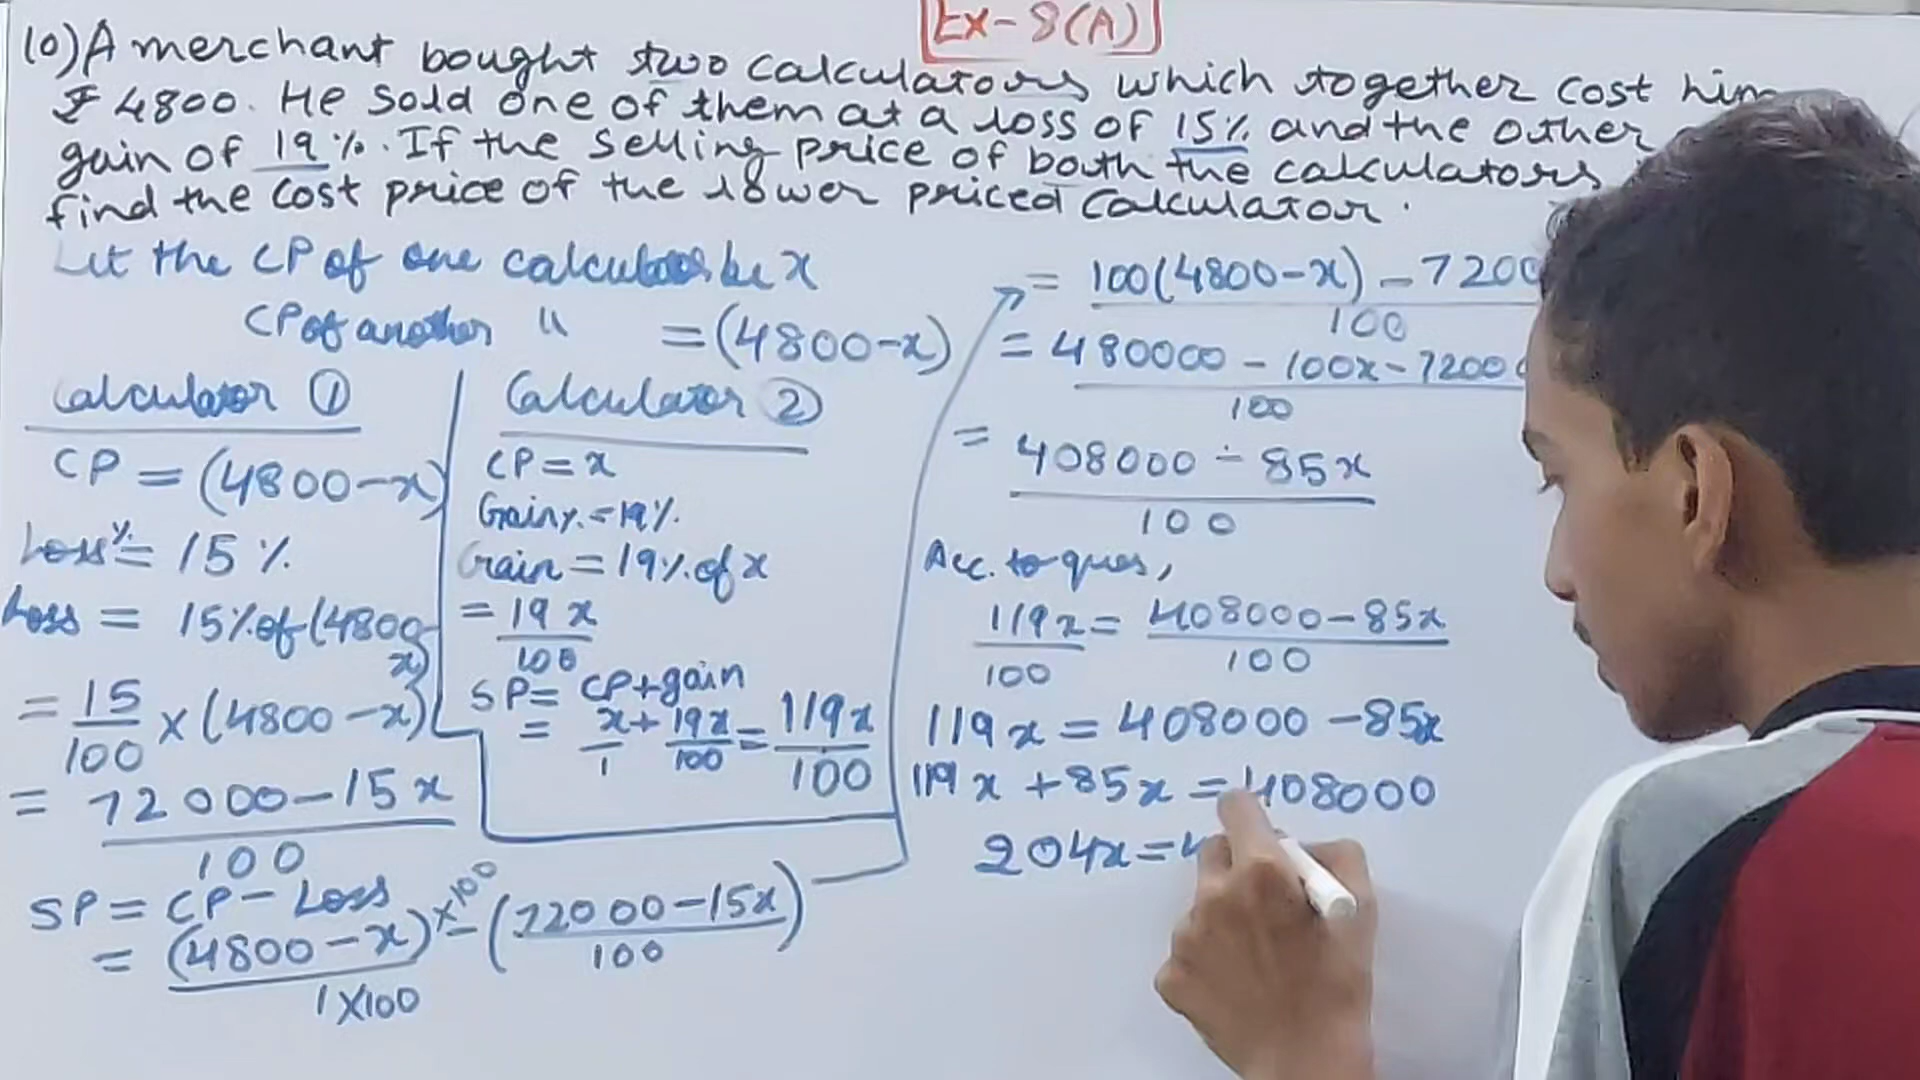 Ex-8(A)
10) A merchant bought two calculators which together cost him
₹ 4800. He sold one of them at a loss of 15% and the other
gain of 19%. If the selling price of both the calculators
find the cost price of the lower priced calculator.
Let the CP of one calculator be x
CP of another " = (4800-x)
Calculator ①
CP = (4800-x)
Loss% = 15%
Loss = 15% of (4800-x)
= 15/100 × (4800-x)
= 72000-15x/100
SP = CP - Loss
= (4800-x)×100/1×100 - (72000-15x/100)
Calculator ②
CP = x
Gain% = 19%
Gain = 19% of x
= 19x/100
SP = CP+gain
= x/1 + 19x/100 = 119x/100
= 100(4800-x) - 7200
100
= 480000 - 100x - 7200
100
= 408000 - 85x
100
Acc. to ques,
119x/100 = 408000-85x/100
119x = 408000 - 85x
119x + 85x = 408000
204x = 4